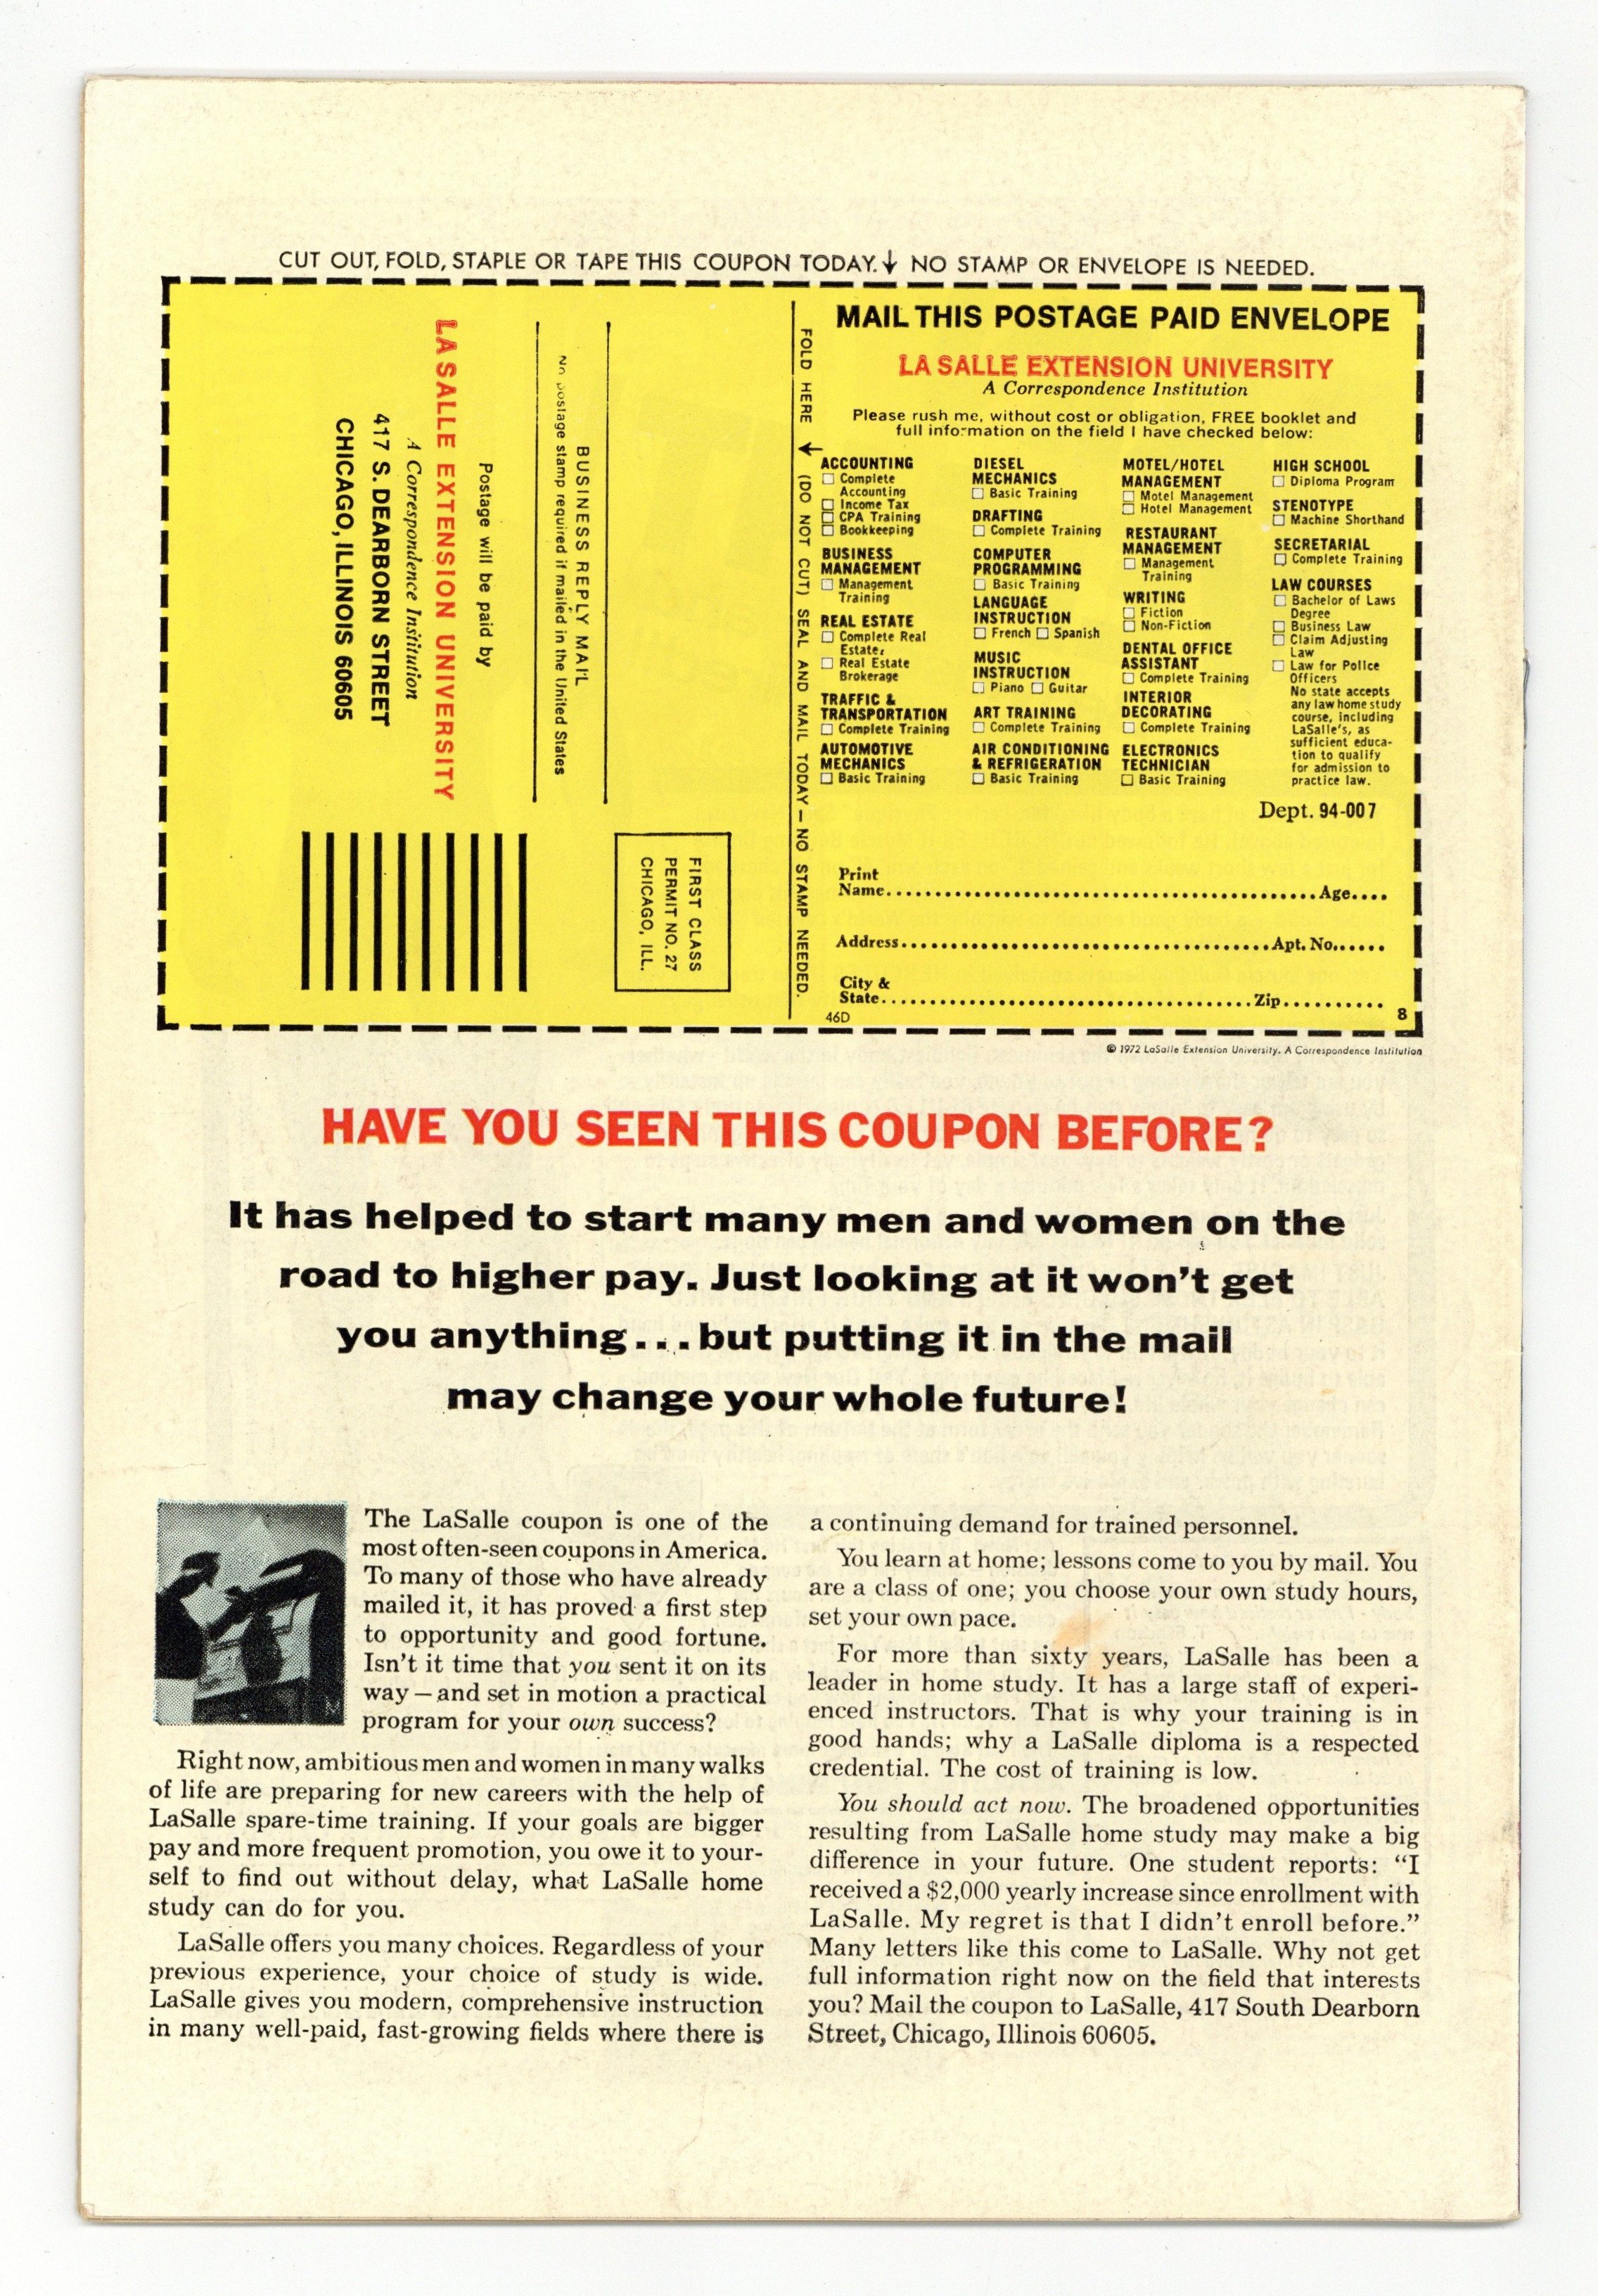 CUT OUT, FOLD, STAPLE OR TAPE THIS COUPON TODAY.↓ NO STAMP OR ENVELOPE IS NEEDED.
BUSINESS REPLY MAIL
No postage stamp required if mailed in the United States
Postage will be paid by
LA SALLE EXTENSION UNIVERSITY
A Correspondence Institution
417 S. DEARBORN STREET
CHICAGO, ILLINOIS 60605
FIRST CLASS
PERMIT NO. 27
CHICAGO, ILL.
FOLD HERE → (DO NOT CUT) SEAL AND MAIL TODAY — NO STAMP NEEDED.
MAIL THIS POSTAGE PAID ENVELOPE
LA SALLE EXTENSION UNIVERSITY
A Correspondence Institution
Please rush me, without cost or obligation, FREE booklet and
full information on the field I have checked below:
ACCOUNTING
☐ Complete
Accounting
☐ Income Tax
☐ CPA Training
☐ Bookkeeping
BUSINESS
MANAGEMENT
☐ Management
Training
REAL ESTATE
☐ Complete Real
Estate,
☐ Real Estate
Brokerage
TRAFFIC &
TRANSPORTATION
☐ Complete Training
AUTOMOTIVE
MECHANICS
☐ Basic Training
DIESEL
MECHANICS
☐ Basic Training
DRAFTING
☐ Complete Training
COMPUTER
PROGRAMMING
☐ Basic Training
LANGUAGE
INSTRUCTION
☐ French ☐ Spanish
MUSIC
INSTRUCTION
☐ Piano ☐ Guitar
ART TRAINING
☐ Complete Training
AIR CONDITIONING
& REFRIGERATION
☐ Basic Training
MOTEL/HOTEL
MANAGEMENT
☐ Motel Management
☐ Hotel Management
RESTAURANT
MANAGEMENT
☐ Management
Training
WRITING
☐ Fiction
☐ Non-Fiction
DENTAL OFFICE
ASSISTANT
☐ Complete Training
INTERIOR
DECORATING
☐ Complete Training
ELECTRONICS
TECHNICIAN
☐ Basic Training
HIGH SCHOOL
☐ Diploma Program
STENOTYPE
☐ Machine Shorthand
SECRETARIAL
☐ Complete Training
LAW COURSES
☐ Bachelor of Laws
Degree
☐ Business Law
☐ Claim Adjusting
Law
☐ Law for Police
Officers
No state accepts
any law home study
course, including
LaSalle's, as
sufficient educa-
tion to qualify
for admission to
practice law.
Dept. 94-007
Print
Name............................................Age....
Address......................................Apt. No......
City &
State......................................Zip...........
46D 8
© 1972 LaSalle Extension University. A Correspondence Institution
HAVE YOU SEEN THIS COUPON BEFORE?
It has helped to start many men and women on the
road to higher pay. Just looking at it won't get
you anything...but putting it in the mail
may change your whole future!
The LaSalle coupon is one of the
most often-seen coupons in America.
To many of those who have already
mailed it, it has proved a first step
to opportunity and good fortune.
Isn't it time that you sent it on its
way — and set in motion a practical
program for your own success?
Right now, ambitious men and women in many walks
of life are preparing for new careers with the help of
LaSalle spare-time training. If your goals are bigger
pay and more frequent promotion, you owe it to your-
self to find out without delay, what LaSalle home
study can do for you.
LaSalle offers you many choices. Regardless of your
previous experience, your choice of study is wide.
LaSalle gives you modern, comprehensive instruction
in many well-paid, fast-growing fields where there is
a continuing demand for trained personnel.
You learn at home; lessons come to you by mail. You
are a class of one; you choose your own study hours,
set your own pace.
For more than sixty years, LaSalle has been a
leader in home study. It has a large staff of experi-
enced instructors. That is why your training is in
good hands; why a LaSalle diploma is a respected
credential. The cost of training is low.
You should act now. The broadened opportunities
resulting from LaSalle home study may make a big
difference in your future. One student reports: "I
received a $2,000 yearly increase since enrollment with
LaSalle. My regret is that I didn't enroll before."
Many letters like this come to LaSalle. Why not get
full information right now on the field that interests
you? Mail the coupon to LaSalle, 417 South Dearborn
Street, Chicago, Illinois 60605.